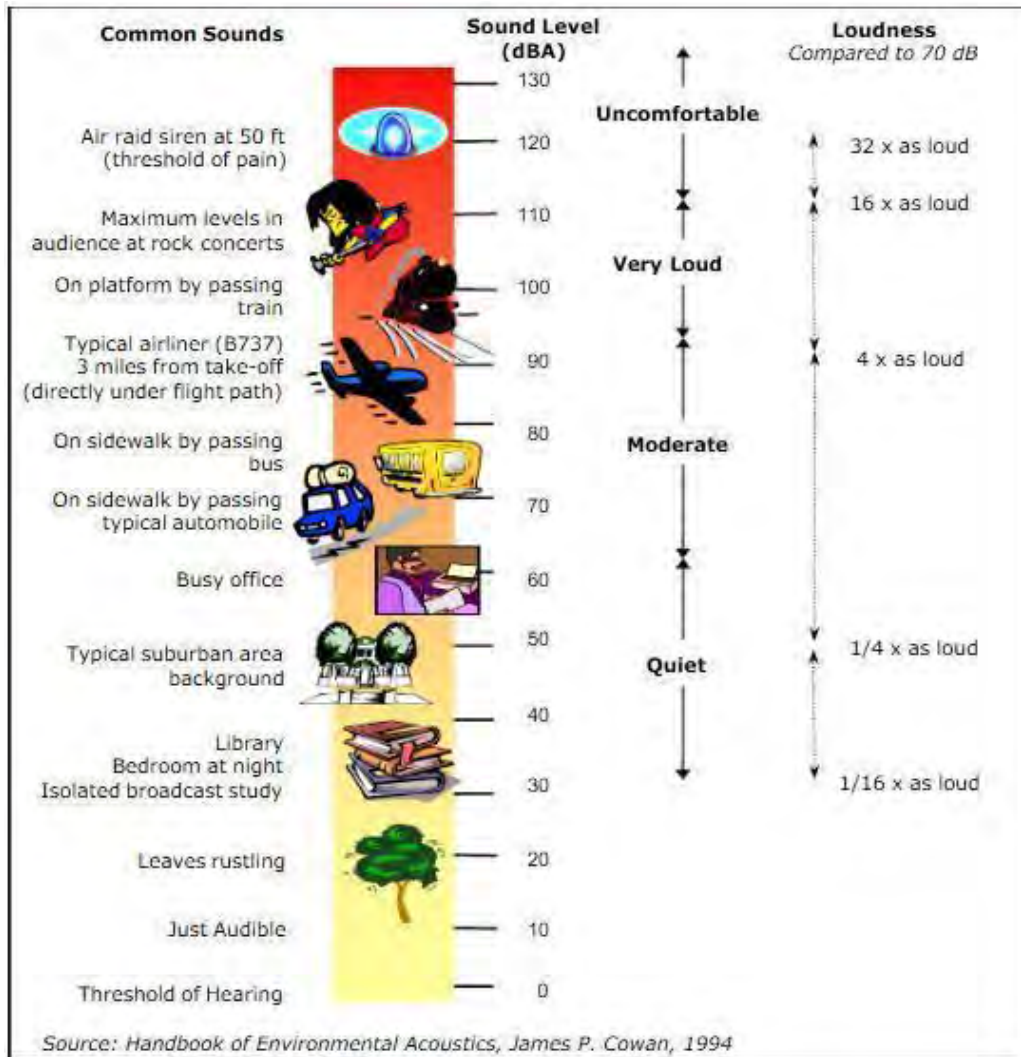 Common Sounds
Sound Level
(dBA)
Loudness
Compared to 70 dB
130
Uncomfortable
Air raid siren at 50 ft
(threshold of pain)
120
32 x as loud
16 x as loud
Maximum levels in
audience at rock concerts
110
Very Loud
On platform by passing
train
100
Typical airliner (B737)
3 miles from take-off
(directly under flight path)
90
4 x as loud
On sidewalk by passing
bus
80
Moderate
On sidewalk by passing
typical automobile
70
Busy office
60
Typical suburban area
background
50
1/4 x as loud
Quiet
40
Library
Bedroom at night
Isolated broadcast study
30
1/16 x as loud
Leaves rustling
20
Just Audible
10
Threshold of Hearing
0
Source: Handbook of Environmental Acoustics, James P. Cowan, 1994